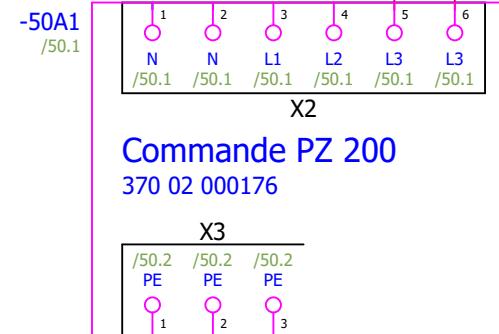 -50A1
/50.1
1 2 3 4 5 6
N N L1 L2 L3 L3
/50.1 /50.1 /50.1 /50.1 /50.1 /50.1
X2
Commande PZ 200
370 02 000176
X3
/50.2 /50.2 /50.2
PE PE PE
1 2 3